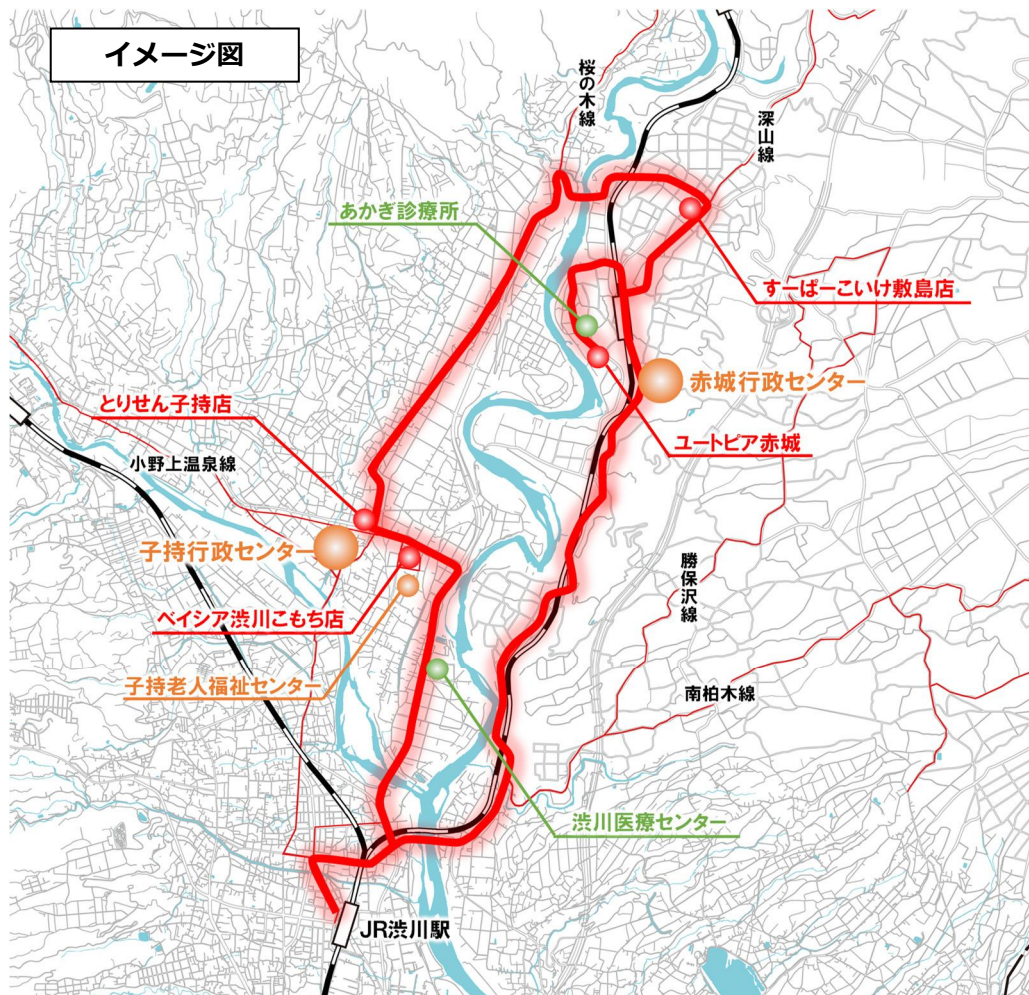 イメージ図
桜の木線
深山線
あかぎ診療所
すーぱーこいけ敷島店
赤城行政センター
とりせん子持店
ユートピア赤城
小野上温泉線
子持行政センター
勝保沢線
ベイシア渋川こもち店
子持老人福祉センター
南柏木線
渋川医療センター
JR渋川駅